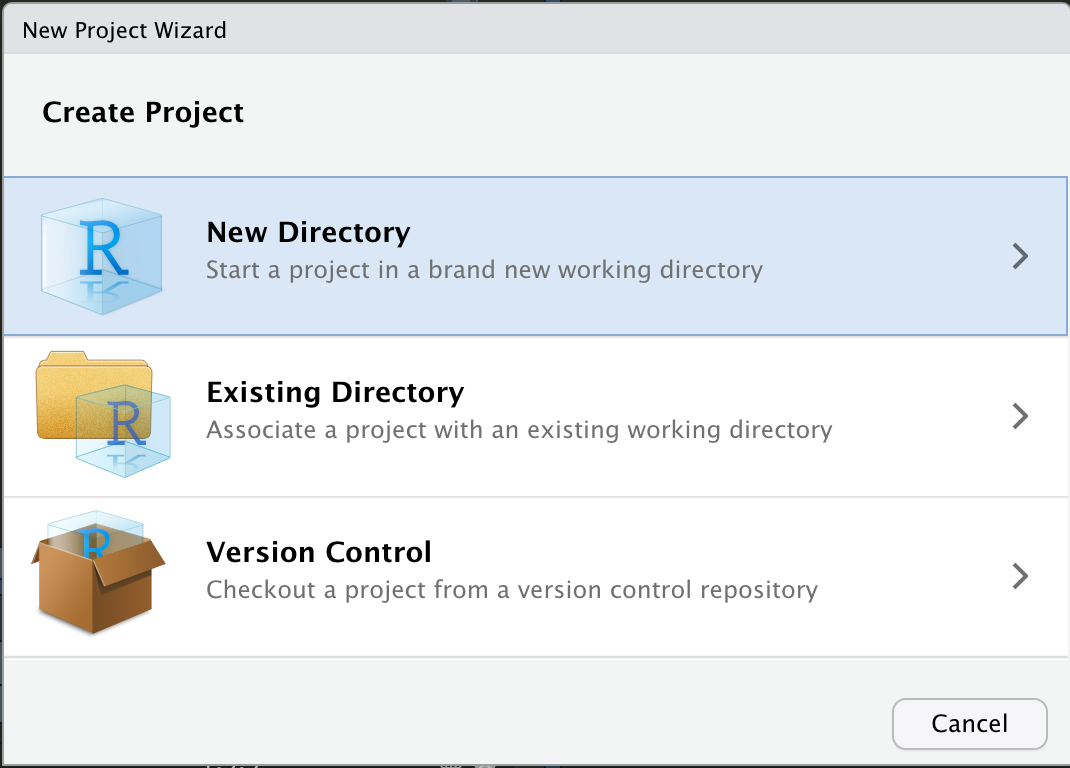 New Project Wizard
Create Project
R
New Directory
Start a project in a brand new working directory
R
Existing Directory
Associate a project with an existing working directory
R
Version Control
Checkout a project from a version control repository
Cancel